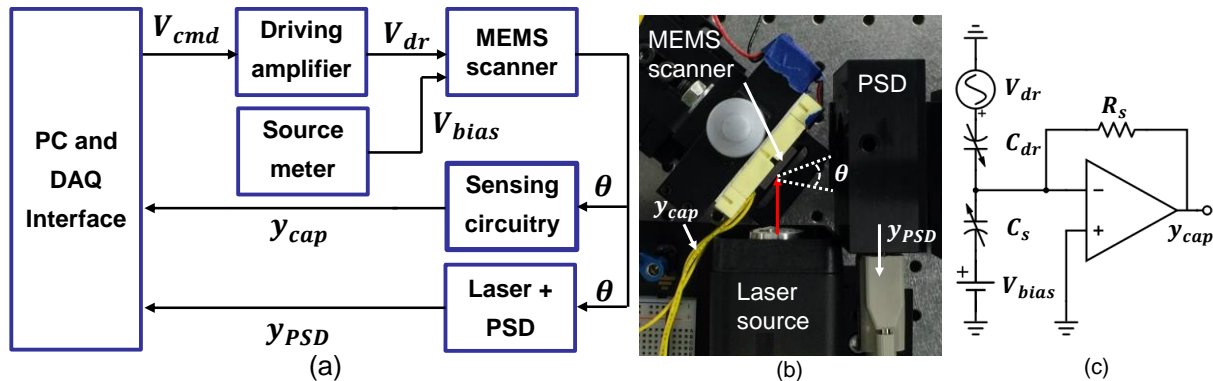 PC and
DAQ
Interface
V_cmd
Driving
amplifier
V_dr
MEMS
scanner
Source
meter
V_bias
Sensing
circuitry
θ
y_cap
Laser +
PSD
θ
y_PSD
(a)
MEMS
scanner
PSD
θ
y_cap
y_PSD
Laser
source
(b)
V_dr
+
C_dr
R_s
−
+
y_cap
C_s
+
V_bias
(c)